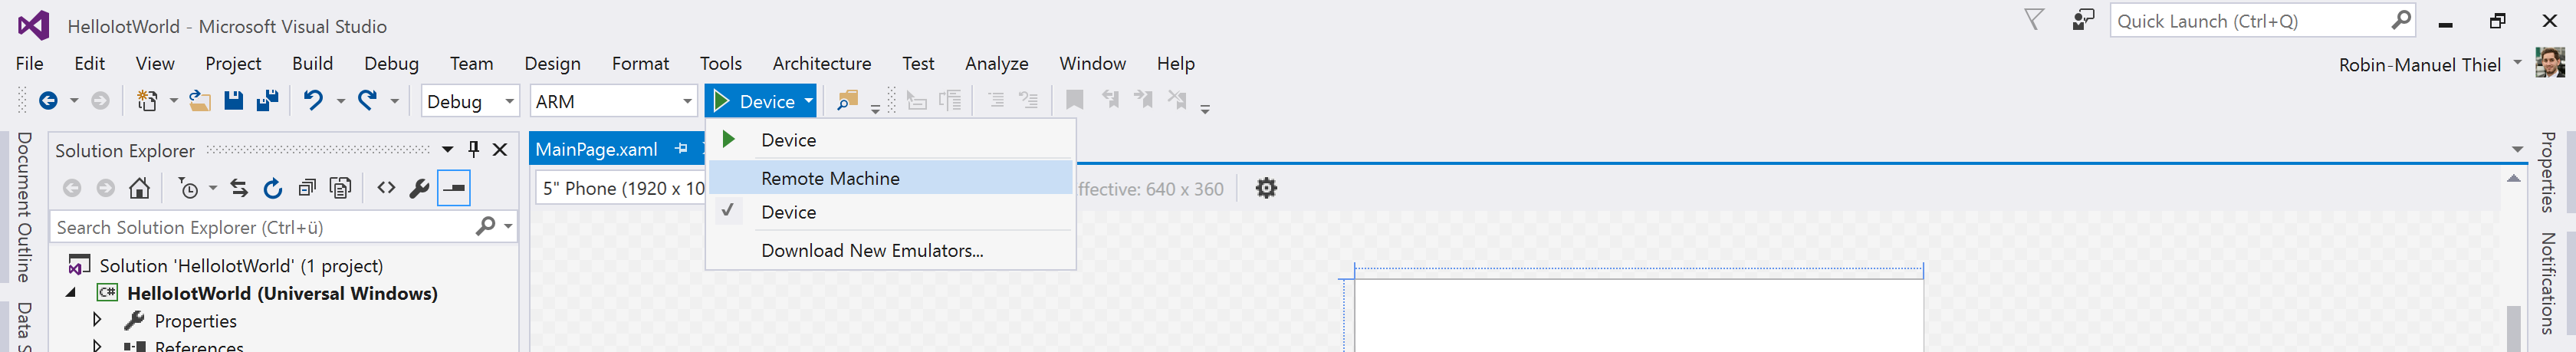 HelloIotWorld - Microsoft Visual Studio
Quick Launch (Ctrl+Q)
File Edit View Project Build Debug Team Design Format Tools Architecture Test Analyze Window Help
Robin-Manuel Thiel
Debug ARM Device
Document Outline
Data S
Solution Explorer
Search Solution Explorer (Ctrl+ü)
Solution 'HelloIotWorld' (1 project)
C# HelloIotWorld (Universal Windows)
Properties
References
MainPage.xaml
5" Phone (1920 x 10
ffective: 640 x 360
Device
Remote Machine
Device
Download New Emulators...
Properties
Notifications